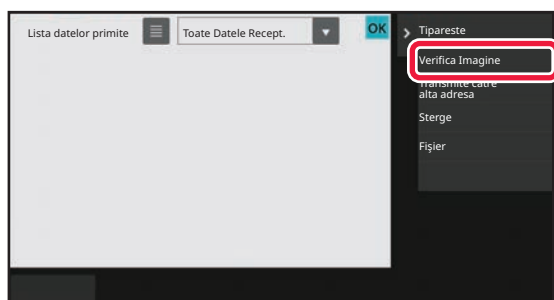 Lista datelor primite
Toate Datele Recept.
OK
Tipareste
Verifica Imagine
Transmite catre
alta adresa
Sterge
Fişier